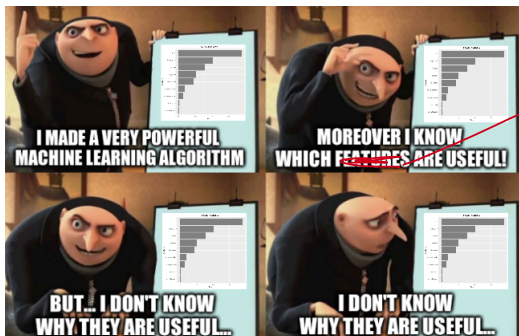 I MADE A VERY POWERFUL
MACHINE LEARNING ALGORITHM
MOREOVER I KNOW
WHICH FEATURES ARE USEFUL!
BUT... I DON'T KNOW
WHY THEY ARE USEFUL...
I DON'T KNOW
WHY THEY ARE USEFUL...